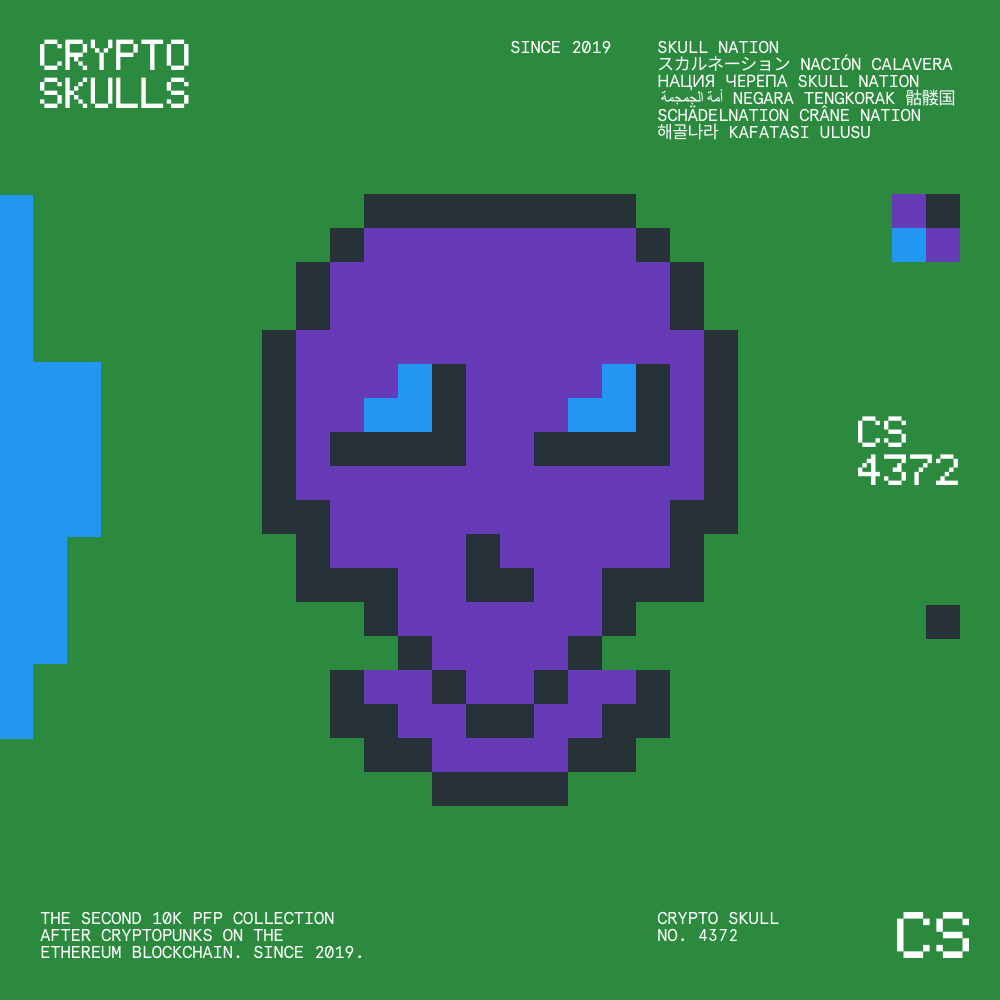 CRYPTO
SKULLS
SINCE 2019
SKULL NATION
スカルネーション NACIÓN CALAVERA
НАЦИЯ ЧЕРЕПА SKULL NATION
أمة الجمجمة NEGARA TENGKORAK 骷髅国
SCHÄDELNATION CRÂNE NATION
해골나라 KAFATASI ULUSU
CS
4372
THE SECOND 10K PFP COLLECTION
AFTER CRYPTOPUNKS ON THE
ETHEREUM BLOCKCHAIN. SINCE 2019.
CRYPTO SKULL
NO. 4372
CS